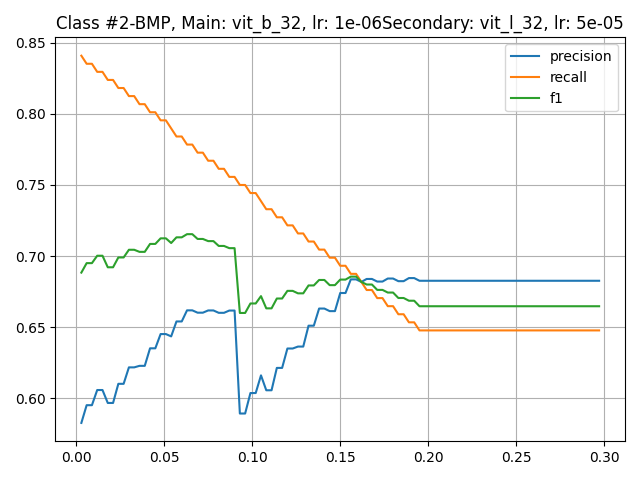 Class #2-BMP, Main: vit_b_32, lr: 1e-06Secondary: vit_l_32, lr: 5e-05
precision
recall
f1
0.85
0.80
0.75
0.70
0.65
0.60
0.00 0.05 0.10 0.15 0.20 0.25 0.30